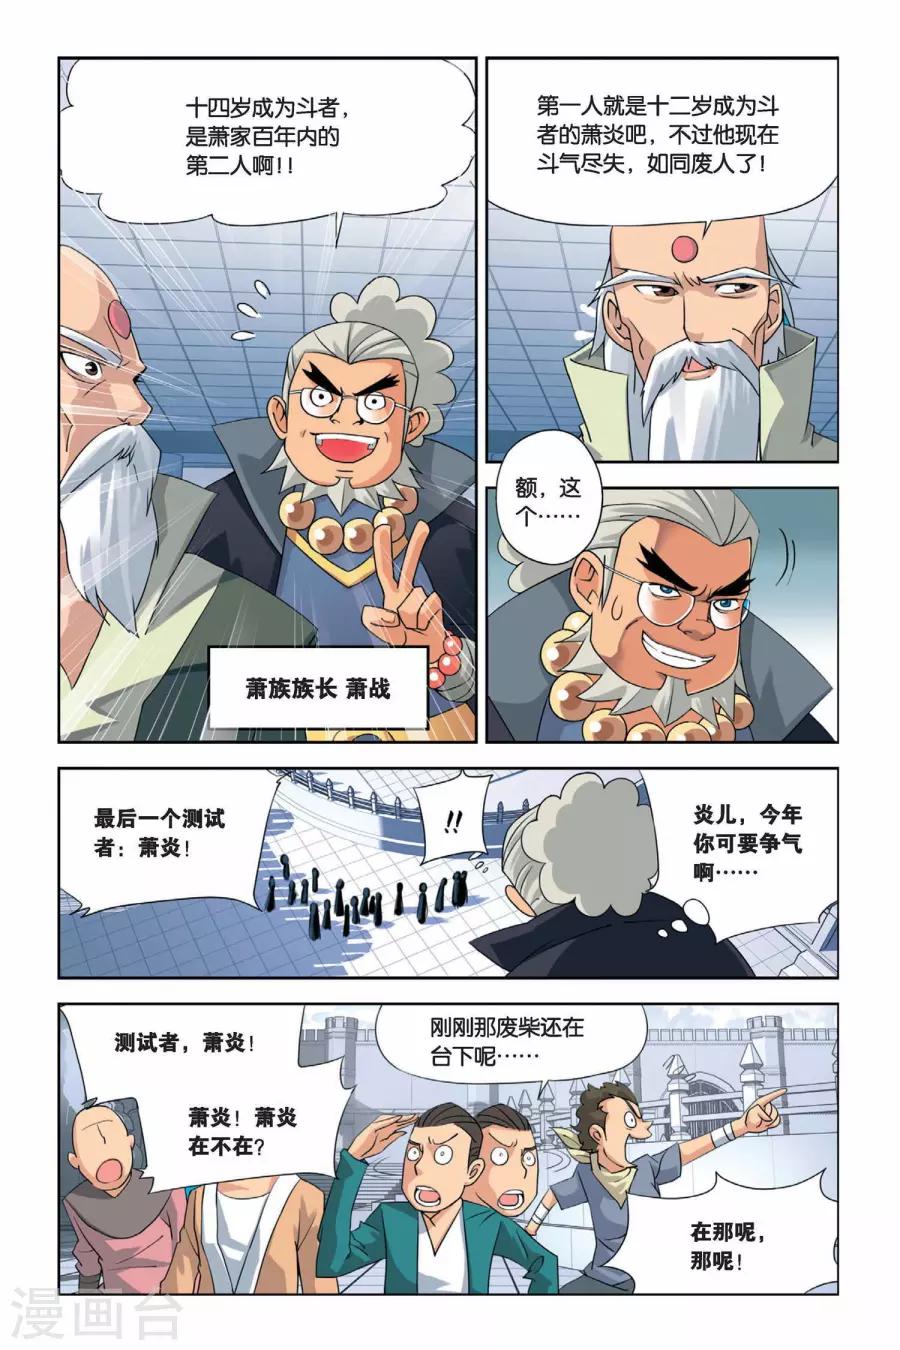 十四岁成为斗者，
是萧家百年内的
第二人啊！！
萧族族长 萧战
第一人就是十二岁成为斗
者的萧炎吧，不过他现在
斗气尽失，如同废人了！
额，这
个……
最后一个测试
者：萧炎！
！！
炎儿，今年
你可要争气
啊……
测试者，萧炎！
萧炎！萧炎
在不在？
刚刚那废柴还在
台下呢……
在那呢，
那呢！
漫画台